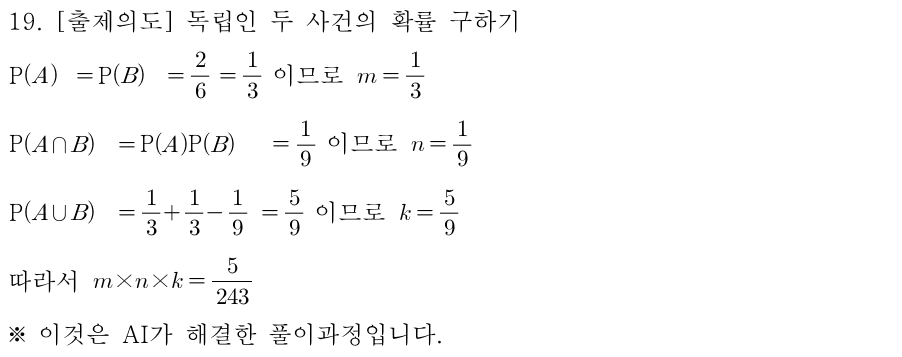 19. [출제의도] 독립인 두 사건의 확률 구하기
P(A) = P(B) = 2/6 = 1/3 이므로 m = 1/3
P(A∩B) = P(A)P(B) = 1/9 이므로 n = 1/9
P(A∪B) = 1/3 + 1/3 − 1/9 = 5/9 이므로 k = 5/9
따라서 m×n×k = 5/243
※ 이것은 AI가 해결한 풀이과정입니다.